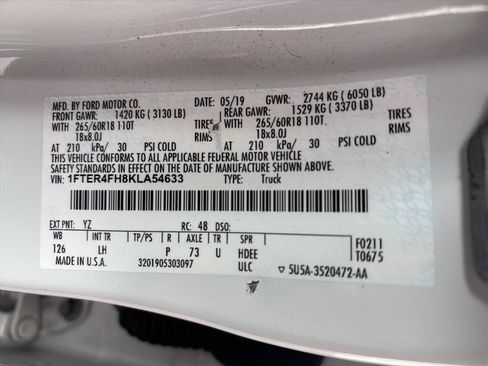 MFD. BY FORD MOTOR CO. 05/19 GVWR: 2744 KG ( 6050 LB)
FRONT GAWR: 1420 KG ( 3130 LB) REAR GAWR: 1529 KG ( 3370 LB)
WITH 265/60R18 110T TIRES WITH 265/60R18 110T TIRES
18x8.0J RIMS 18x8.0J RIMS
AT 210 kPa/ 30 PSI COLD AT 210 kPa/ 30 PSI COLD
THIS VEHICLE CONFORMS TO ALL APPLICABLE FEDERAL MOTOR VEHICLE
SAFETY STANDARDS IN EFFECT ON THE DATE OF MANUFACTURE SHOWN ABOVE.
VIN: 1FTER4FH8KLA54633 TYPE: Truck
EXT PNT: YZ RC: 48 DSO:
WB INT TR TP/PS R AXLE TR SPR F0211
126 LH P 73 U HDEE T0675
ULC
MADE IN U.S.A. 3201905303097 ▽ 5U5A-3520472-AA